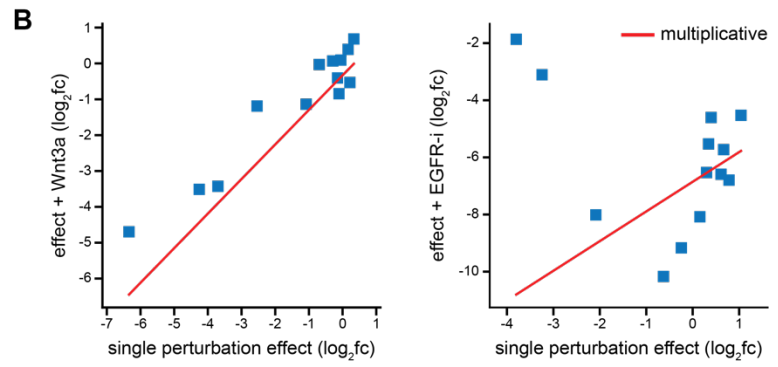 B
effect + Wnt3a (log₂fc)
1
0
-1
-2
-3
-4
-5
-6
-7 -6 -5 -4 -3 -2 -1 0 1
single perturbation effect (log₂fc)
effect + EGFR-i (log₂fc)
multiplicative
-2
-4
-6
-8
-10
-4 -3 -2 -1 0 1
single perturbation effect (log₂fc)